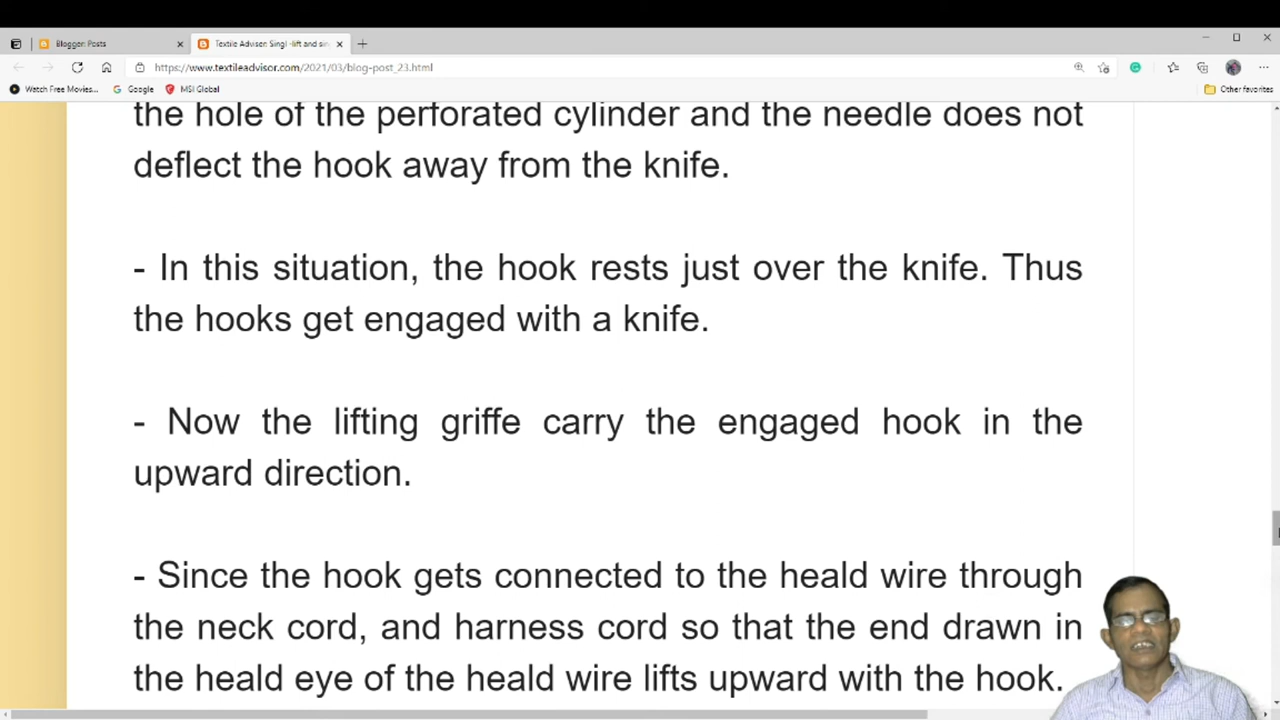 Blogger: Posts
Textile Adviser: Singl -lift and sin
https://www.textileadvisor.com/2021/03/blog-post_23.html
Watch Free Movies...
Google
MSI Global
Other favorites
the hole of the perforated cylinder and the needle does not
deflect the hook away from the knife.
- In this situation, the hook rests just over the knife. Thus
the hooks get engaged with a knife.
- Now the lifting griffe carry the engaged hook in the
upward direction.
- Since the hook gets connected to the heald wire through
the neck cord, and harness cord so that the end drawn in
the heald eye of the heald wire lifts upward with the hook.